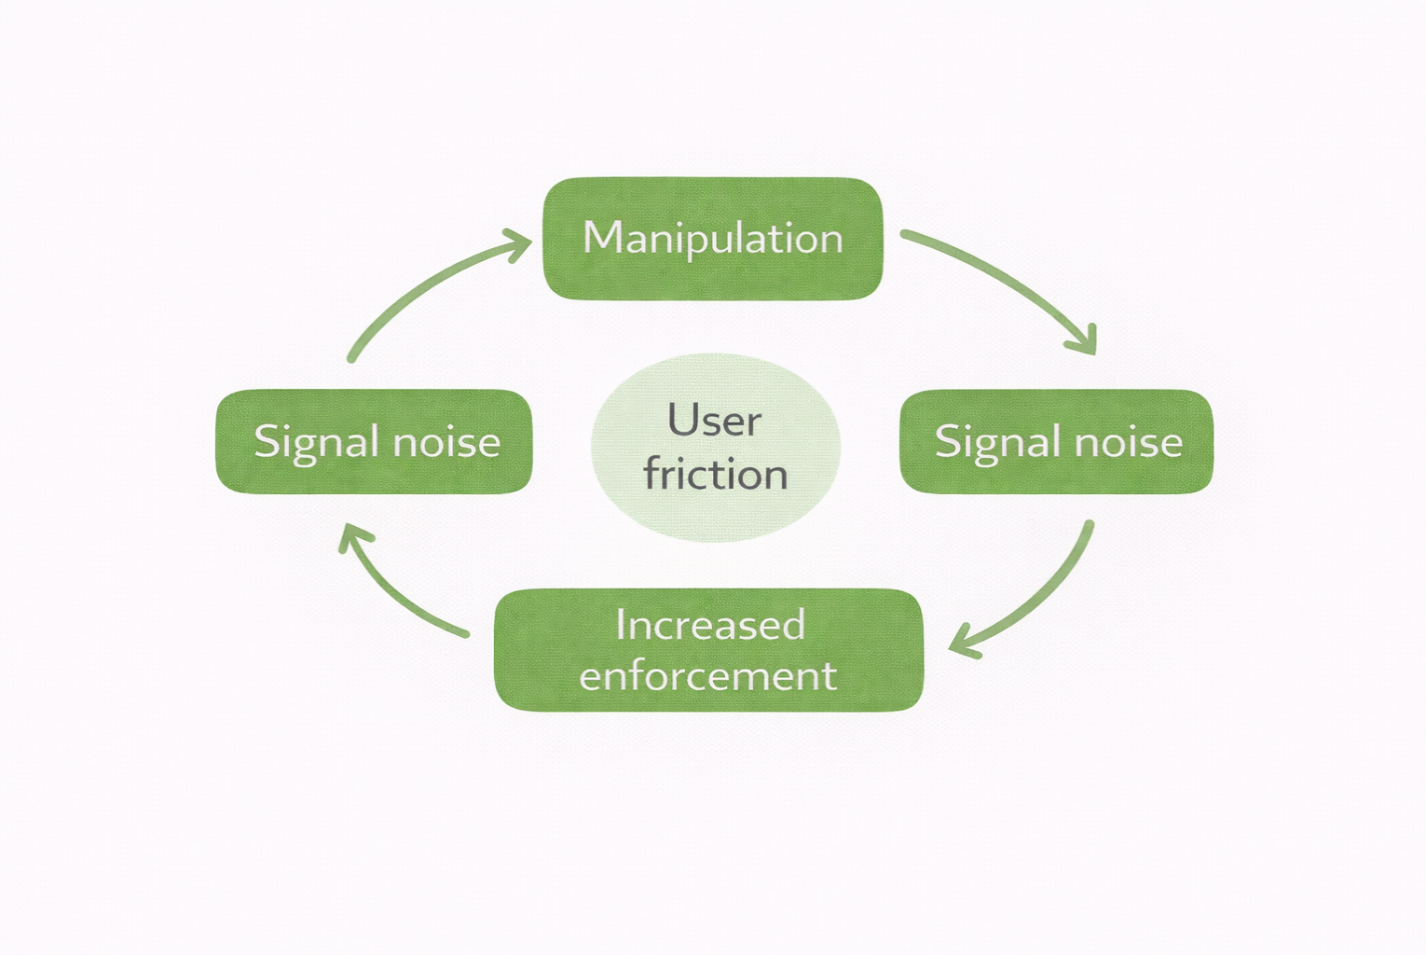 Manipulation
Signal noise
User
friction
Signal noise
Increased
enforcement